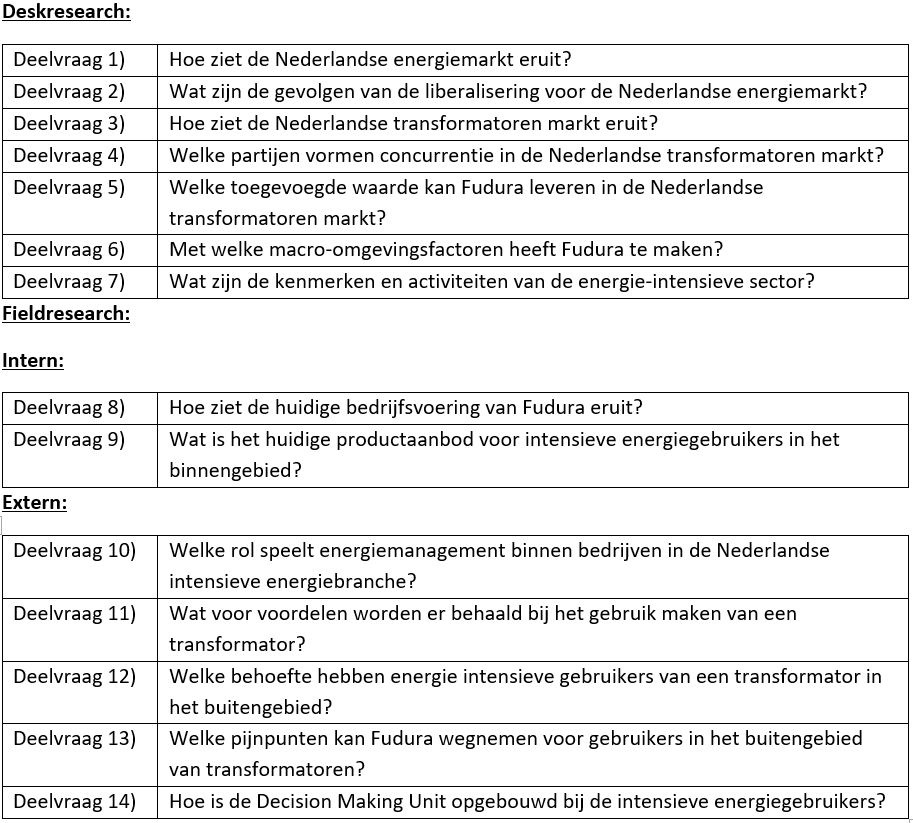 Deskresearch:
Deelvraag 1) Hoe ziet de Nederlandse energiemarkt eruit?
Deelvraag 2) Wat zijn de gevolgen van de liberalisering voor de Nederlandse energiemarkt?
Deelvraag 3) Hoe ziet de Nederlandse transformatoren markt eruit?
Deelvraag 4) Welke partijen vormen concurrentie in de Nederlandse transformatoren markt?
Deelvraag 5) Welke toegevoegde waarde kan Fudura leveren in de Nederlandse
transformatoren markt?
Deelvraag 6) Met welke macro-omgevingsfactoren heeft Fudura te maken?
Deelvraag 7) Wat zijn de kenmerken en activiteiten van de energie-intensieve sector?
Fieldresearch:
Intern:
Deelvraag 8) Hoe ziet de huidige bedrijfsvoering van Fudura eruit?
Deelvraag 9) Wat is het huidige productaanbod voor intensieve energiegebruikers in het
binnengebied?
Extern:
Deelvraag 10) Welke rol speelt energiemanagement binnen bedrijven in de Nederlandse
intensieve energiebranche?
Deelvraag 11) Wat voor voordelen worden er behaald bij het gebruik maken van een
transformator?
Deelvraag 12) Welke behoefte hebben energie intensieve gebruikers van een transformator in
het buitengebied?
Deelvraag 13) Welke pijnpunten kan Fudura wegnemen voor gebruikers in het buitengebied
van transformatoren?
Deelvraag 14) Hoe is de Decision Making Unit opgebouwd bij de intensieve energiegebruikers?